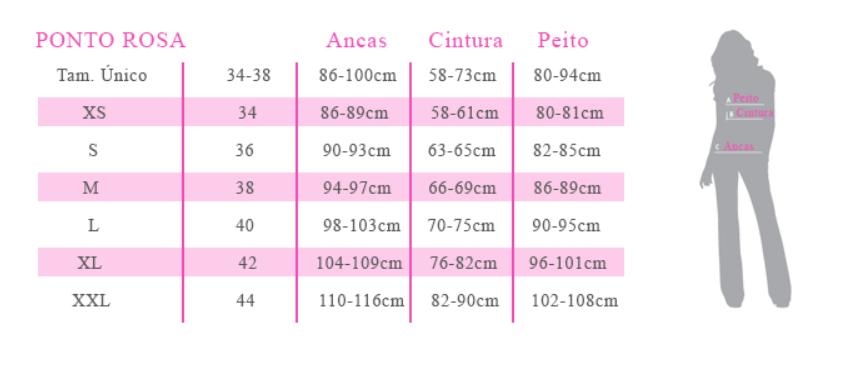 PONTO ROSA Ancas Cintura Peito
Tam. Único 34-38 86-100cm 58-73cm 80-94cm
XS 34 86-89cm 58-61cm 80-81cm
S 36 90-93cm 63-65cm 82-85cm
M 38 94-97cm 66-69cm 86-89cm
L 40 98-103cm 70-75cm 90-95cm
XL 42 104-109cm 76-82cm 96-101cm
XXL 44 110-116cm 82-90cm 102-108cm
A Peito
B Cintura
C Ancas